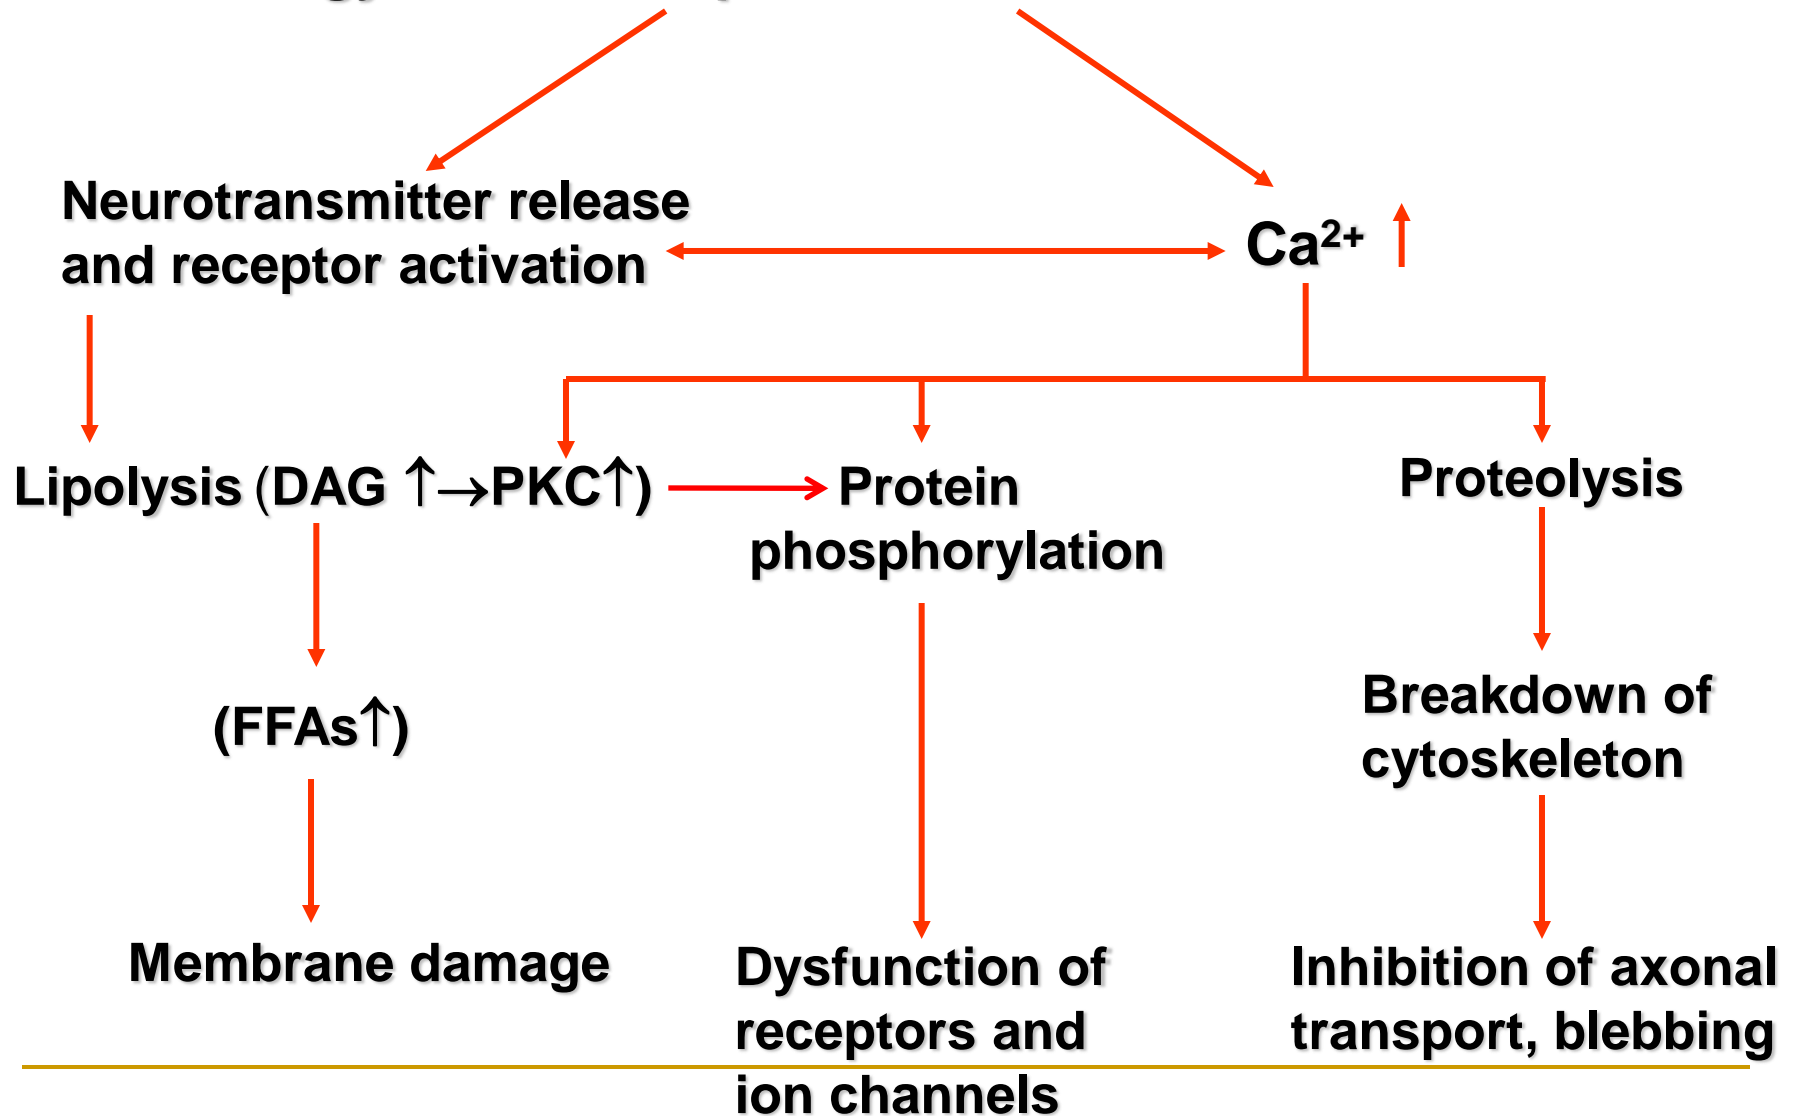 Neurotransmitter release
and receptor activation
Ca²⁺ ↑
Lipolysis (DAG ↑→PKC↑)
Protein
phosphorylation
Proteolysis
(FFAs↑)
Breakdown of
cytoskeleton
Membrane damage
Dysfunction of
receptors and
ion channels
Inhibition of axonal
transport, blebbing